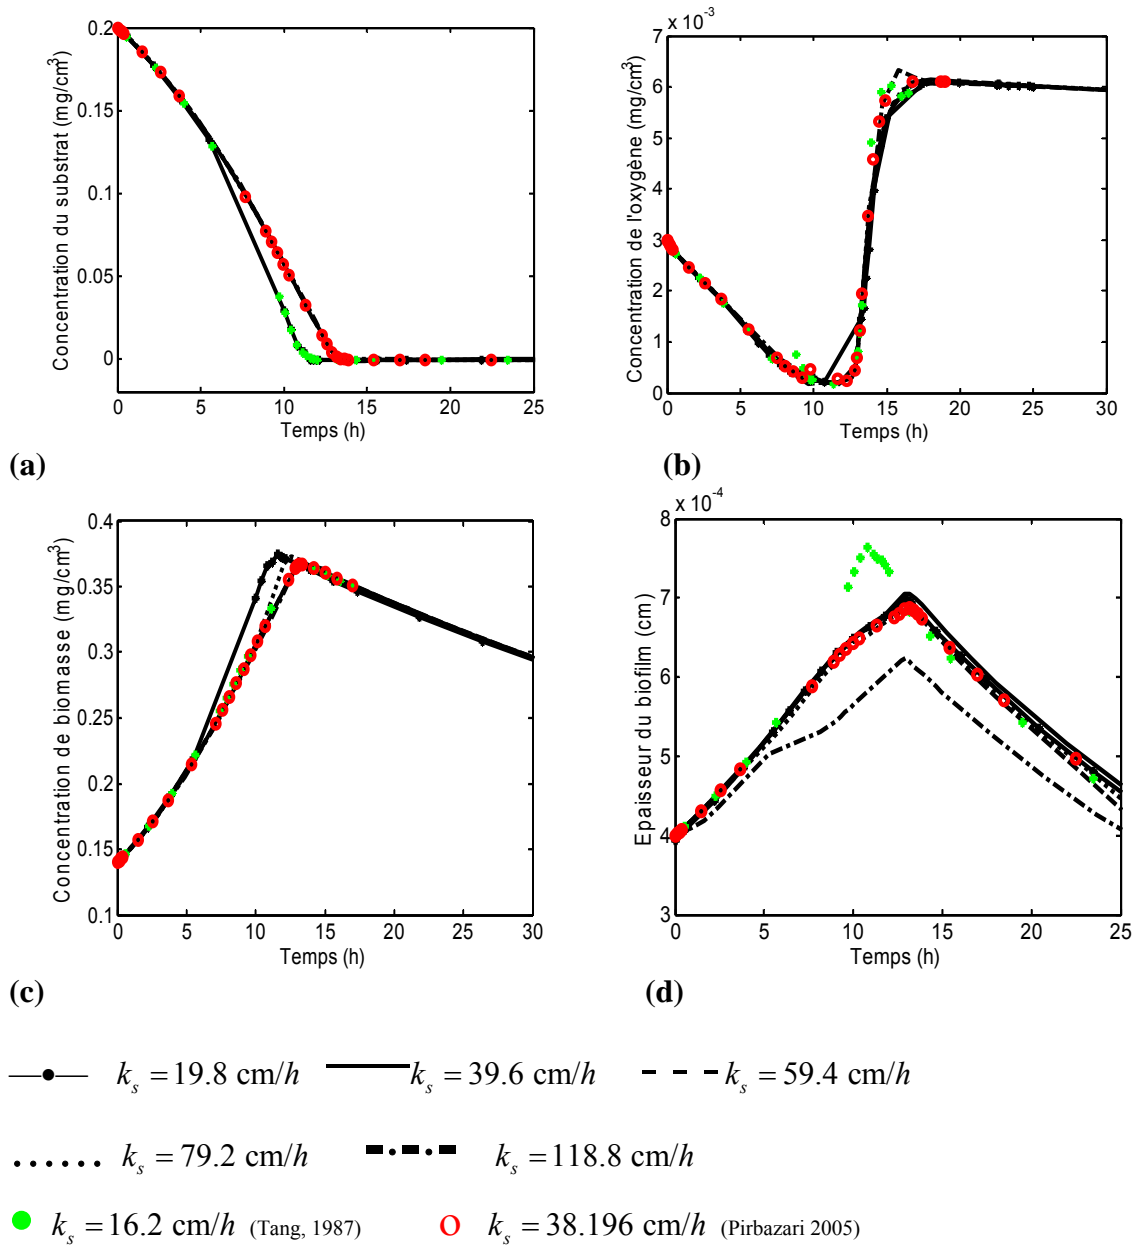 0.2
0.15
0.1
0.05
0
0 5 10 15 20 25
Temps (h)
Concentration du substrat (mg/cm³)
(a)
x 10⁻³
7
6
5
4
3
2
1
0
0 5 10 15 20 25 30
Temps (h)
Concentration de l'oxygène (mg/cm³)
(b)
0.4
0.35
0.3
0.25
0.2
0.15
0.1
0 5 10 15 20 25 30
Temps (h)
Concentration de biomasse (mg/cm³)
(c)
x 10⁻⁴
8
7
6
5
4
3
0 5 10 15 20 25
Temps (h)
Epaisseur du biofilm (cm)
(d)
kₛ = 19.8 cm/h kₛ = 39.6 cm/h kₛ = 59.4 cm/h
kₛ = 79.2 cm/h kₛ = 118.8 cm/h
kₛ = 16.2 cm/h (Tang, 1987) kₛ = 38.196 cm/h (Pirbazari 2005)